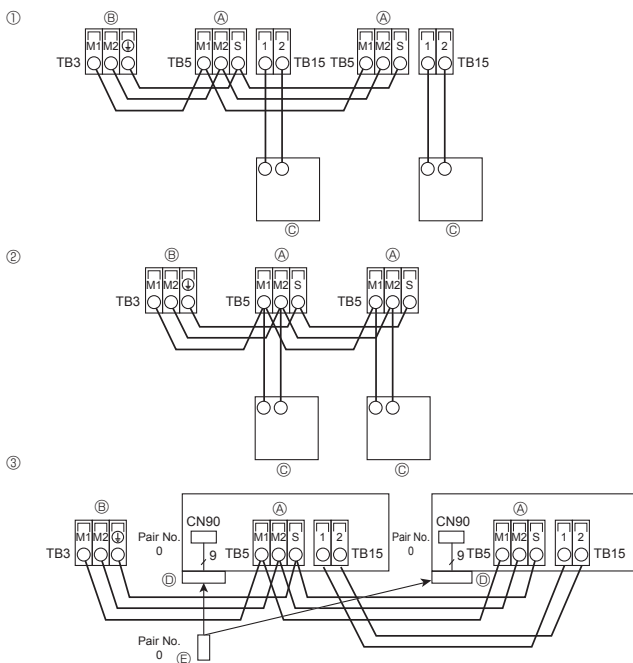 ①
Ⓑ Ⓐ Ⓐ
M1 M2 ⏚ M1 M2 S 1 2 M1 M2 S 1 2
TB3 TB5 TB15 TB5 TB15
Ⓒ Ⓒ
②
Ⓑ Ⓐ Ⓐ
M1 M2 ⏚ M1 M2 S M1 M2 S
TB3 TB5 TB5
Ⓒ Ⓒ
③
Ⓑ Ⓐ Ⓐ
CN90 CN90
M1 M2 ⏚ Pair No. M1 M2 S 1 2 Pair No. M1 M2 S 1 2
TB3 0 9 TB5 TB15 0 9 TB5 TB15
Ⓓ Ⓓ
Pair No.
0 Ⓔ